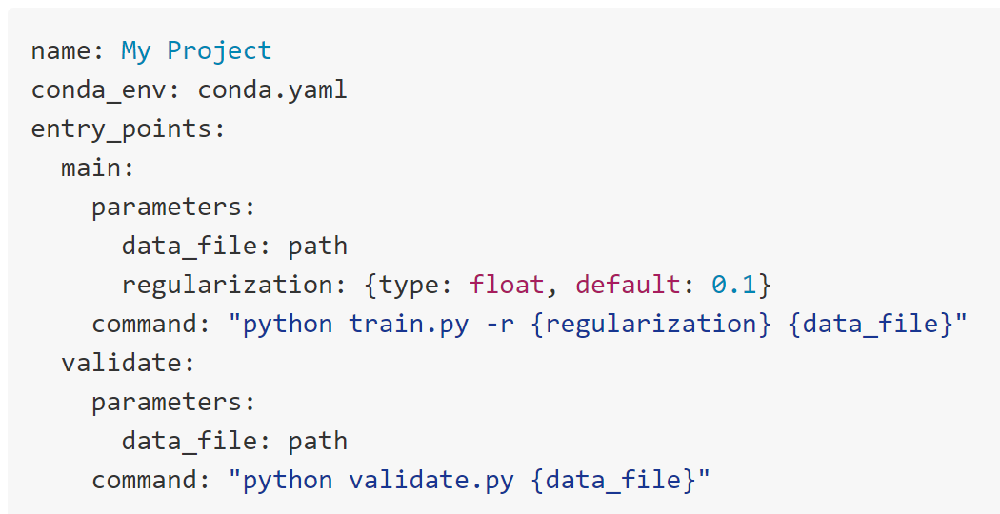 name: My Project
conda_env: conda.yaml
entry_points:
  main:
    parameters:
      data_file: path
      regularization: {type: float, default: 0.1}
    command: "python train.py -r {regularization} {data_file}"
  validate:
    parameters:
      data_file: path
    command: "python validate.py {data_file}"